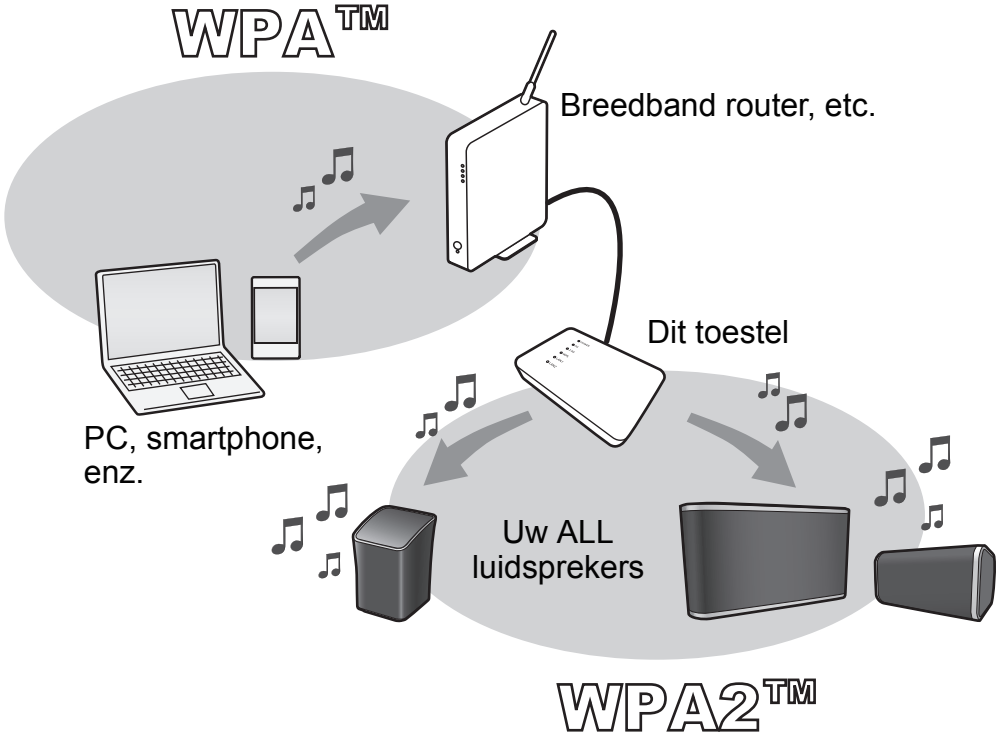 WPA™
Breedband router, etc.
Dit toestel
PC, smartphone,
enz.
Uw ALL
luidsprekers
WPA2™